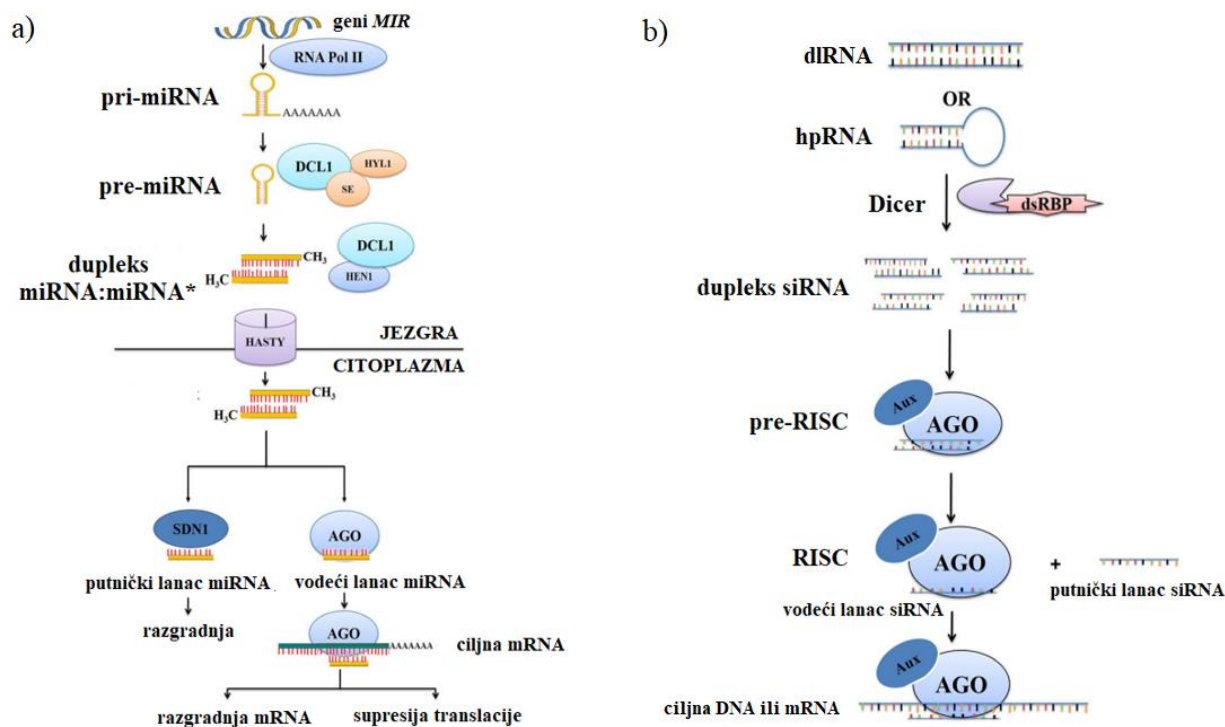 a)
geni MIR
RNA Pol II
pri-miRNA
AAAAAAA
pre-miRNA
DCL1
HYL1
SE
CH₃
H₃C
dupleks
miRNA:miRNA*
DCL1
HEN1
HASTY
JEZGRA
CITOPLAZMA
CH₃
H₃C
SDN1
AGO
putnički lanac miRNA
vodeći lanac miRNA
razgradnja
AGO
AAAAAAA
ciljna mRNA
razgradnja mRNA
supresija translacije
b)
dlRNA
OR
hpRNA
Dicer
dsRBP
dupleks siRNA
pre-RISC
Aux
AGO
RISC
Aux
AGO
+
putnički lanac siRNA
vodeći lanac siRNA
Aux
AGO
ciljna DNA ili mRNA